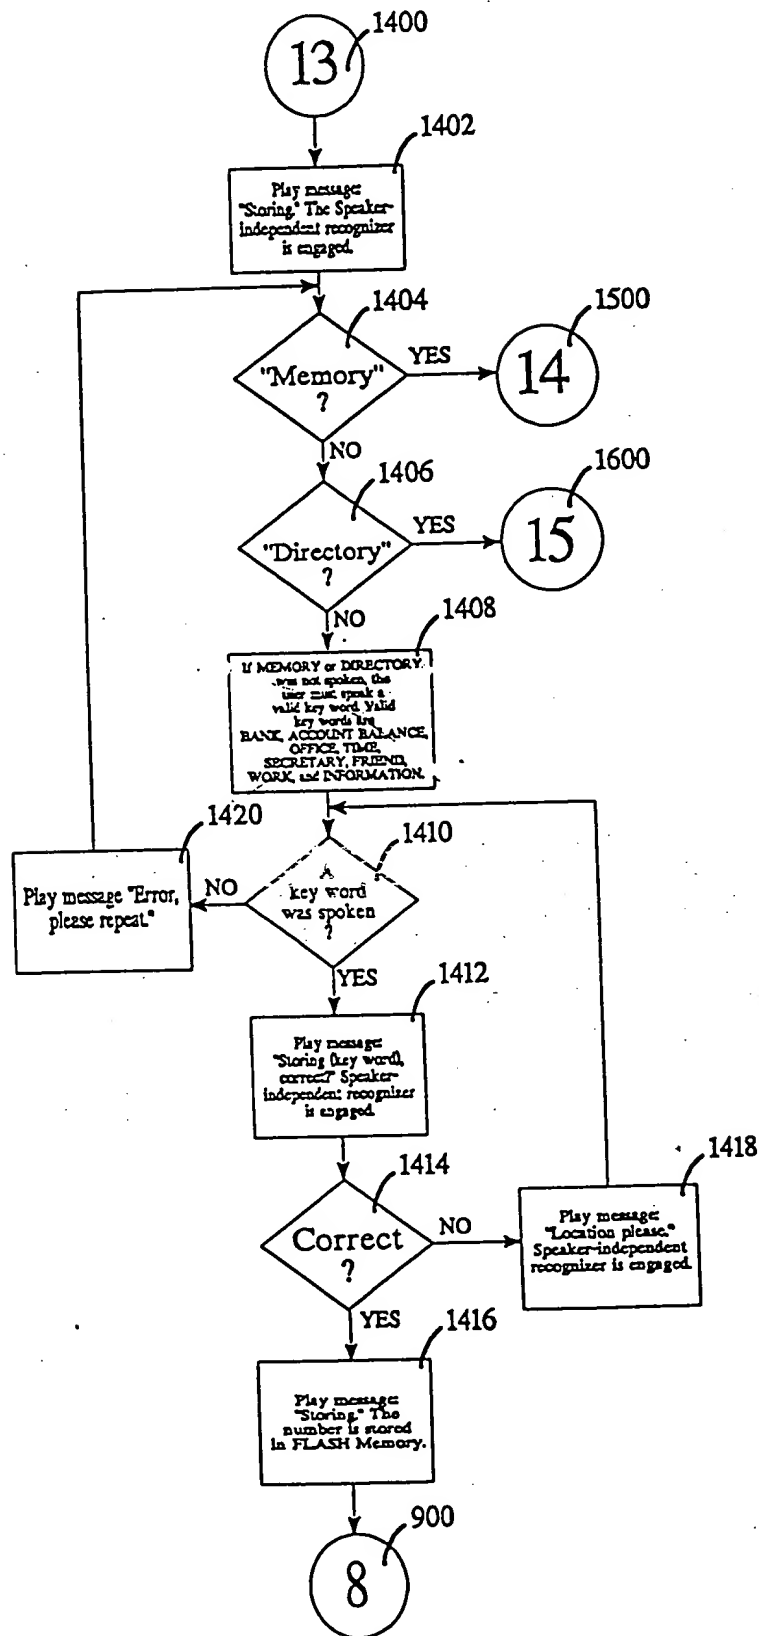 1400
13
1402
Play message:
"Storing." The Speaker-
independent recognizer
is engaged.
1404
"Memory"
?
YES
1500
14
NO
1406
"Directory"
?
YES
1600
15
NO
1408
If MEMORY or DIRECTORY
was not spoken, the
user must speak a
valid key word. Valid
key words are
BANK, ACCOUNT BALANCE,
OFFICE, TIME,
SECRETARY, FRIEND,
WORK, and INFORMATION.
1420
Play message "Error,
please repeat."
NO
1410
A
key word
was spoken
?
YES
1412
Play message:
"Storing (key word),
correct?" Speaker-
independent recognizer
is engaged.
1414
Correct
?
NO
1418
Play message:
"Location please."
Speaker-independent
recognizer is engaged.
YES
1416
Play message:
"Storing." The
number is stored
in FLASH Memory.
900
8